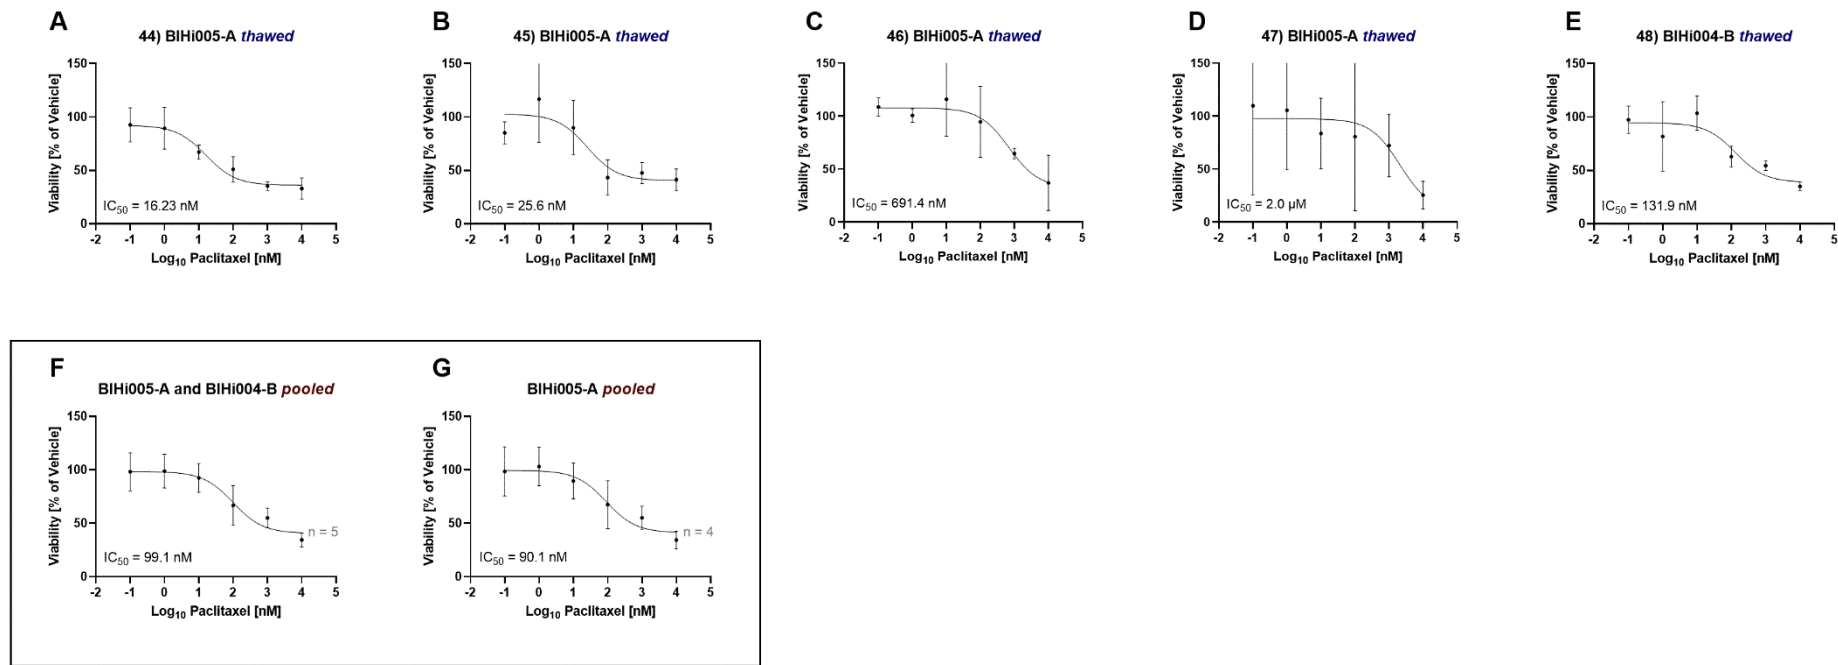 A
44) BIHi005-A thawed
Viability [% of Vehicle]
150
100
50
0
IC50 = 16.23 nM
-2 -1 0 1 2 3 4 5
Log10 Paclitaxel [nM]
B
45) BIHi005-A thawed
Viability [% of Vehicle]
150
100
50
0
IC50 = 25.6 nM
-2 -1 0 1 2 3 4 5
Log10 Paclitaxel [nM]
C
46) BIHi005-A thawed
Viability [% of Vehicle]
150
100
50
0
IC50 = 691.4 nM
-2 -1 0 1 2 3 4 5
Log10 Paclitaxel [nM]
D
47) BIHi005-A thawed
Viability [% of Vehicle]
150
100
50
0
IC50 = 2.0 µM
-2 -1 0 1 2 3 4 5
Log10 Paclitaxel [nM]
E
48) BIHi004-B thawed
Viability [% of Vehicle]
150
100
50
0
IC50 = 131.9 nM
-2 -1 0 1 2 3 4 5
Log10 Paclitaxel [nM]
F
BIHi005-A and BIHi004-B pooled
Viability [% of Vehicle]
150
100
50
0
n = 5
IC50 = 99.1 nM
-2 -1 0 1 2 3 4 5
Log10 Paclitaxel [nM]
G
BIHi005-A pooled
Viability [% of Vehicle]
150
100
50
0
n = 4
IC50 = 90.1 nM
-2 -1 0 1 2 3 4 5
Log10 Paclitaxel [nM]